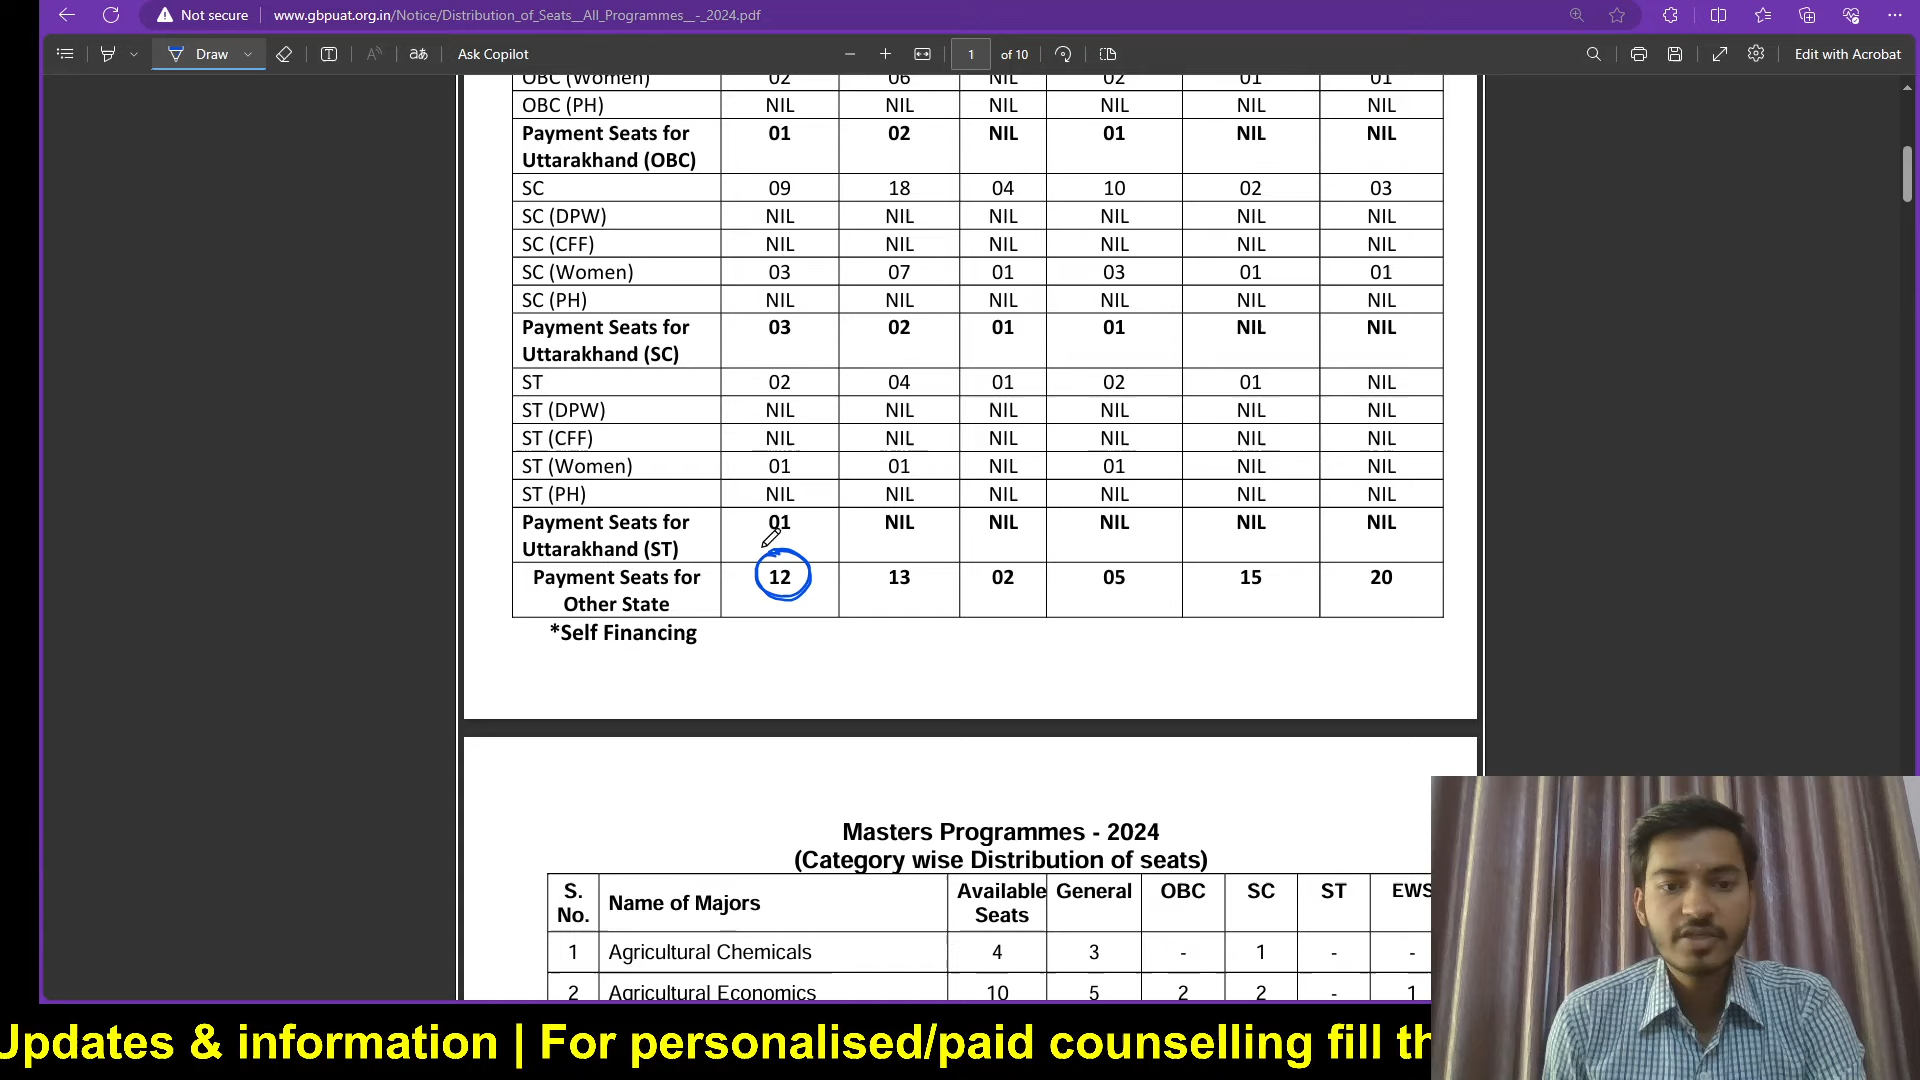 Not secure www.gbpuat.org.in/Notice/Distribution_of_Seats__All_Programmes__-_2024.pdf
Draw Ask Copilot 1 of 10 Edit with Acrobat
OBC (Women) 02 06 NIL 02 01 01
OBC (PH) NIL NIL NIL NIL NIL NIL
Payment Seats for 01 02 NIL 01 NIL NIL
Uttarakhand (OBC)
SC 09 18 04 10 02 03
SC (DPW) NIL NIL NIL NIL NIL NIL
SC (CFF) NIL NIL NIL NIL NIL NIL
SC (Women) 03 07 01 03 01 01
SC (PH) NIL NIL NIL NIL NIL NIL
Payment Seats for 03 02 01 01 NIL NIL
Uttarakhand (SC)
ST 02 04 01 02 01 NIL
ST (DPW) NIL NIL NIL NIL NIL NIL
ST (CFF) NIL NIL NIL NIL NIL NIL
ST (Women) 01 01 NIL 01 NIL NIL
ST (PH) NIL NIL NIL NIL NIL NIL
Payment Seats for 01 NIL NIL NIL NIL NIL
Uttarakhand (ST)
Payment Seats for 12 13 02 05 15 20
Other State
*Self Financing
Masters Programmes - 2024
(Category wise Distribution of seats)
S. Name of Majors Available General OBC SC ST EWS
No. Seats
1 Agricultural Chemicals 4 3 - 1 - -
2 Agricultural Economics 10 5 2 2 - 1
Updates & information | For personalised/paid counselling fill th